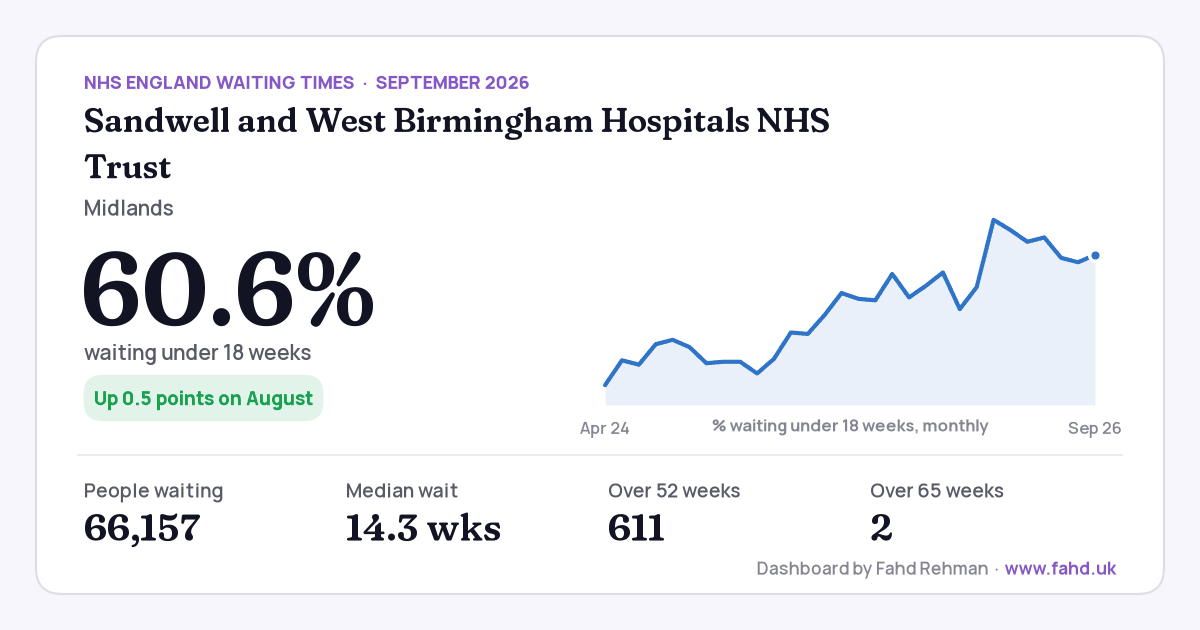 NHS ENGLAND WAITING TIMES · SEPTEMBER 2026
Sandwell and West Birmingham Hospitals NHS
Trust
Midlands
60.6%
waiting under 18 weeks
Up 0.5 points on August
Apr 24
% waiting under 18 weeks, monthly
Sep 26
People waiting
66,157
Median wait
14.3 wks
Over 52 weeks
611
Over 65 weeks
2
Dashboard by Fahd Rehman · www.fahd.uk